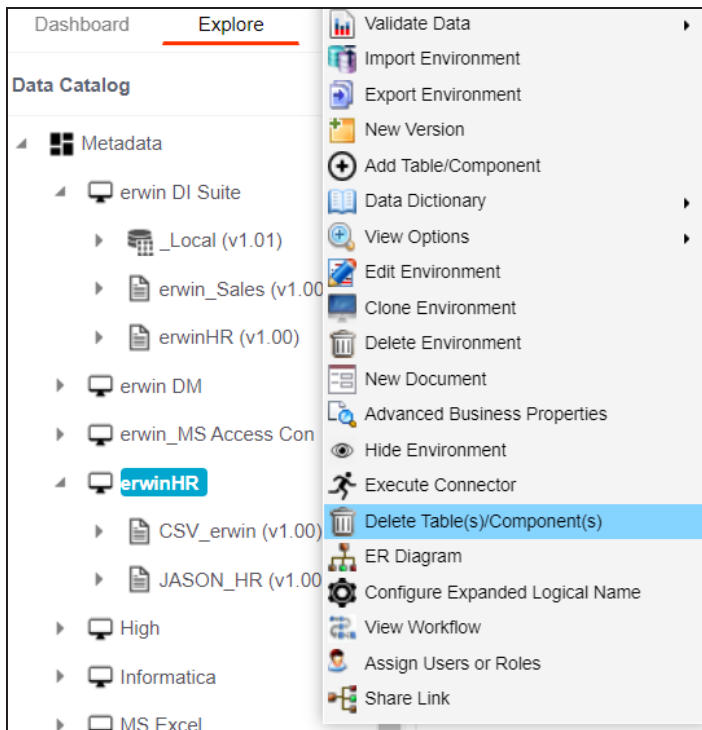 Dashboard
Explore
Data Catalog
Metadata
erwin DI Suite
_Local (v1.01)
erwin_Sales (v1.00
erwinHR (v1.00)
erwin DM
erwin_MS Access Con
erwinHR
CSV_erwin (v1.00)
JASON_HR (v1.00
High
Informatica
MS Excel
Validate Data
Import Environment
Export Environment
New Version
Add Table/Component
Data Dictionary
View Options
Edit Environment
Clone Environment
Delete Environment
New Document
Advanced Business Properties
Hide Environment
Execute Connector
Delete Table(s)/Component(s)
ER Diagram
Configure Expanded Logical Name
View Workflow
Assign Users or Roles
Share Link